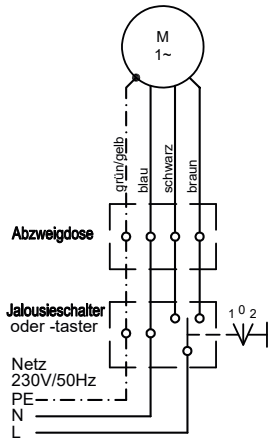 M
1~
grün/gelb
blau
schwarz
braun
Abzweigdose
Jalousieschalter
oder -taster
1 0 2
Netz
230V/50Hz
PE
N
L